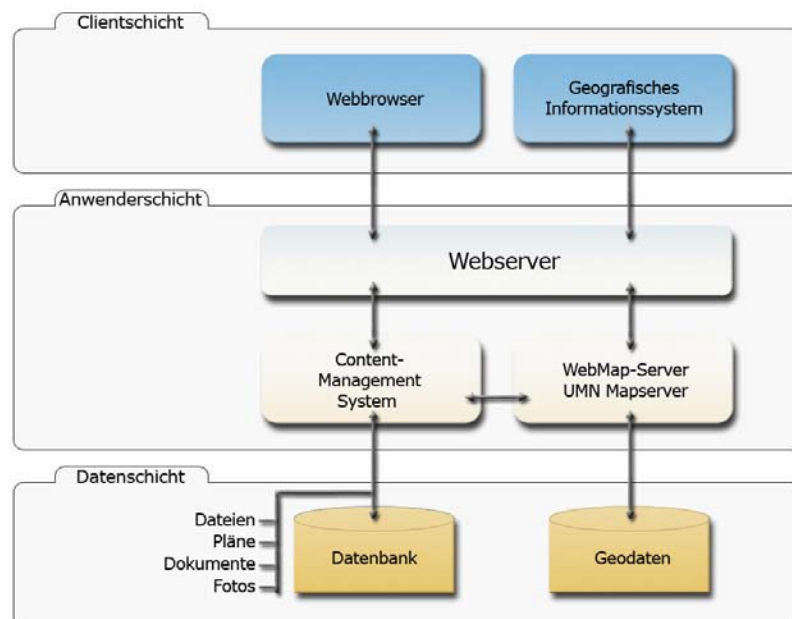 Clientschicht
Webbrowser
Geografisches
Informationssystem
Anwenderschicht
Webserver
Content-
Management
System
WebMap-Server
UMN Mapserver
Datenschicht
Dateien
Pläne
Dokumente
Fotos
Datenbank
Geodaten